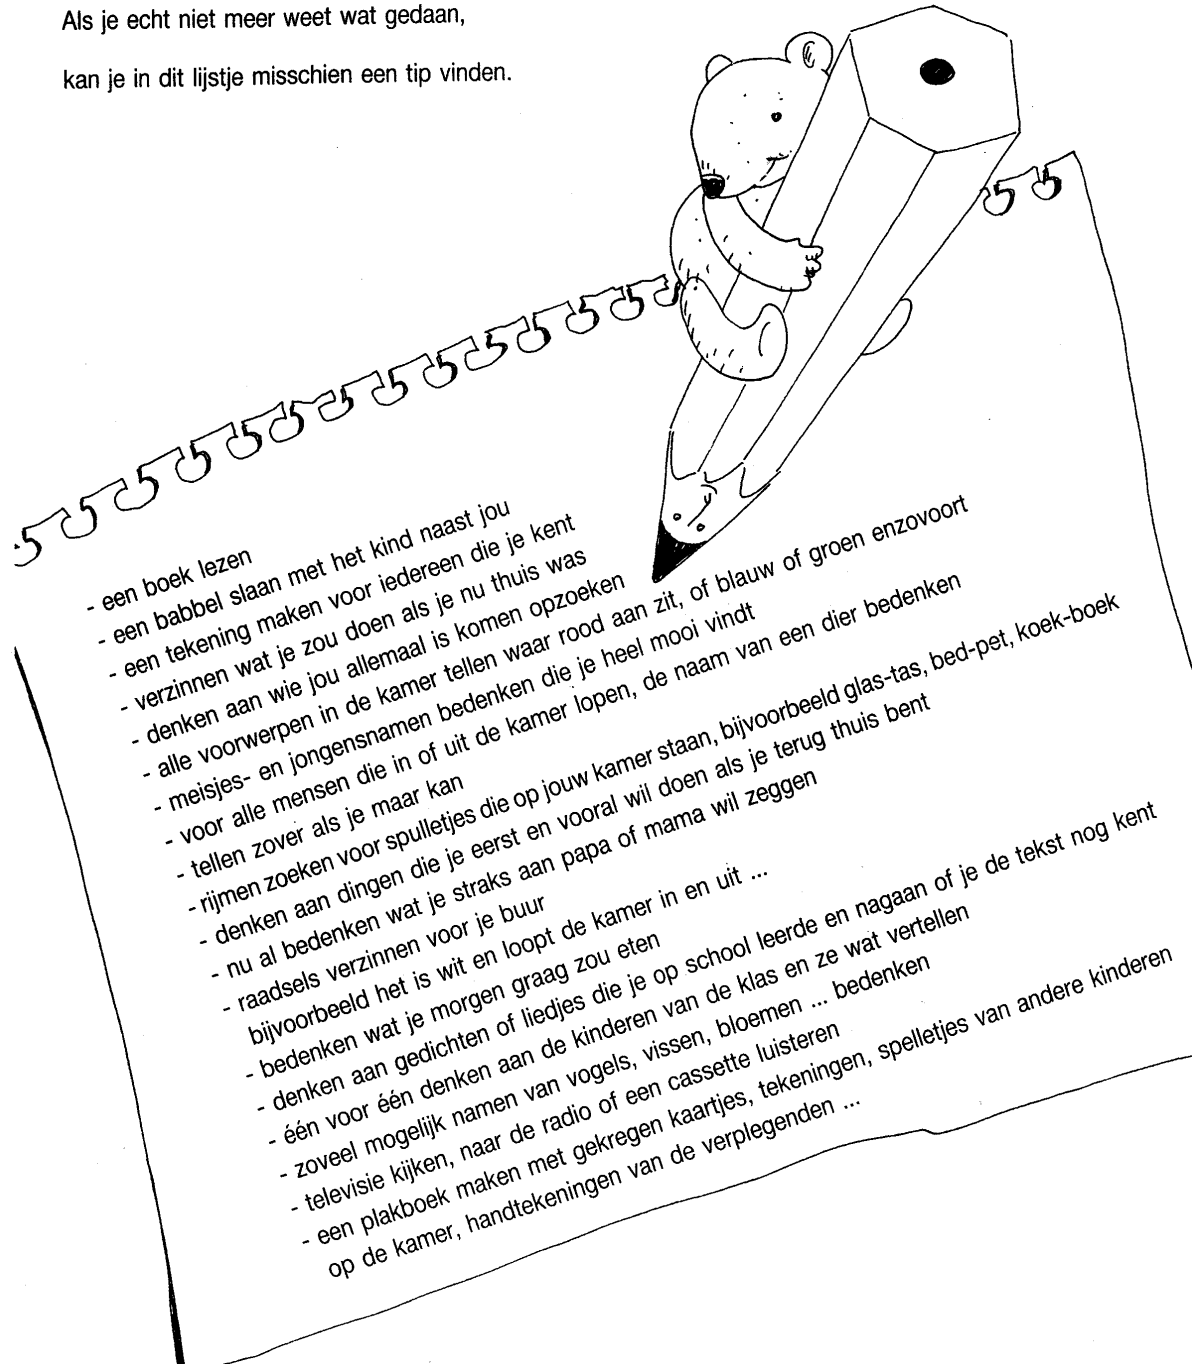 Als je echt niet meer weet wat gedaan,
kan je in dit lijstje misschien een tip vinden.
- een boek lezen
- een babbel slaan met het kind naast jou
- een tekening maken voor iedereen die je kent
- verzinnen wat je zou doen als je nu thuis was
- denken aan wie jou allemaal is komen opzoeken
- alle voorwerpen in de kamer tellen waar rood aan zit, of blauw of groen enzovoort
- meisjes- en jongensnamen bedenken die je heel mooi vindt
- voor alle mensen die in of uit de kamer lopen, de naam van een dier bedenken
- tellen zover als je maar kan
- rijmen zoeken voor spulletjes die op jouw kamer staan, bijvoorbeeld glas-tas, bed-pet, koek-boek
- denken aan dingen die je eerst en vooral wil doen als je terug thuis bent
- nu al bedenken wat je straks aan papa of mama wil zeggen
- raadsels verzinnen voor je buur
bijvoorbeeld het is wit en loopt de kamer in en uit ...
- bedenken wat je morgen graag zou eten
- denken aan gedichten of liedjes die je op school leerde en nagaan of je de tekst nog kent
- één voor één denken aan de kinderen van de klas en ze wat vertellen
- zoveel mogelijk namen van vogels, vissen, bloemen ... bedenken
- televisie kijken, naar de radio of een cassette luisteren
- een plakboek maken met gekregen kaartjes, tekeningen, spelletjes van andere kinderen
op de kamer, handtekeningen van de verplegenden ...